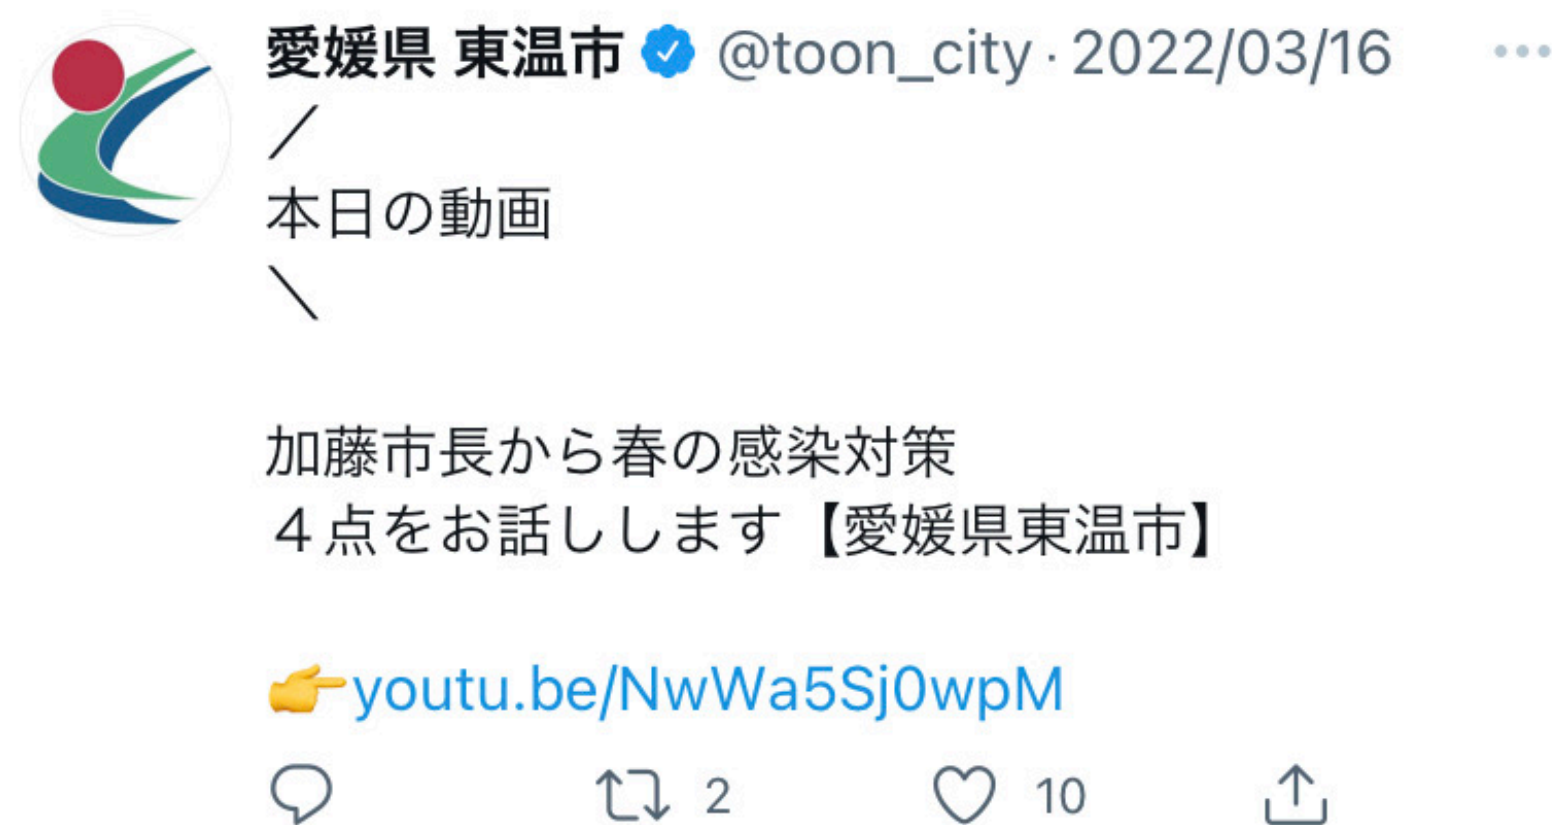 愛媛県 東温市 @toon_city · 2022/03/16
／
本日の動画
＼
加藤市長から春の感染対策
４点をお話しします【愛媛県東温市】
👉youtu.be/NwWa5Sj0wpM
2 10